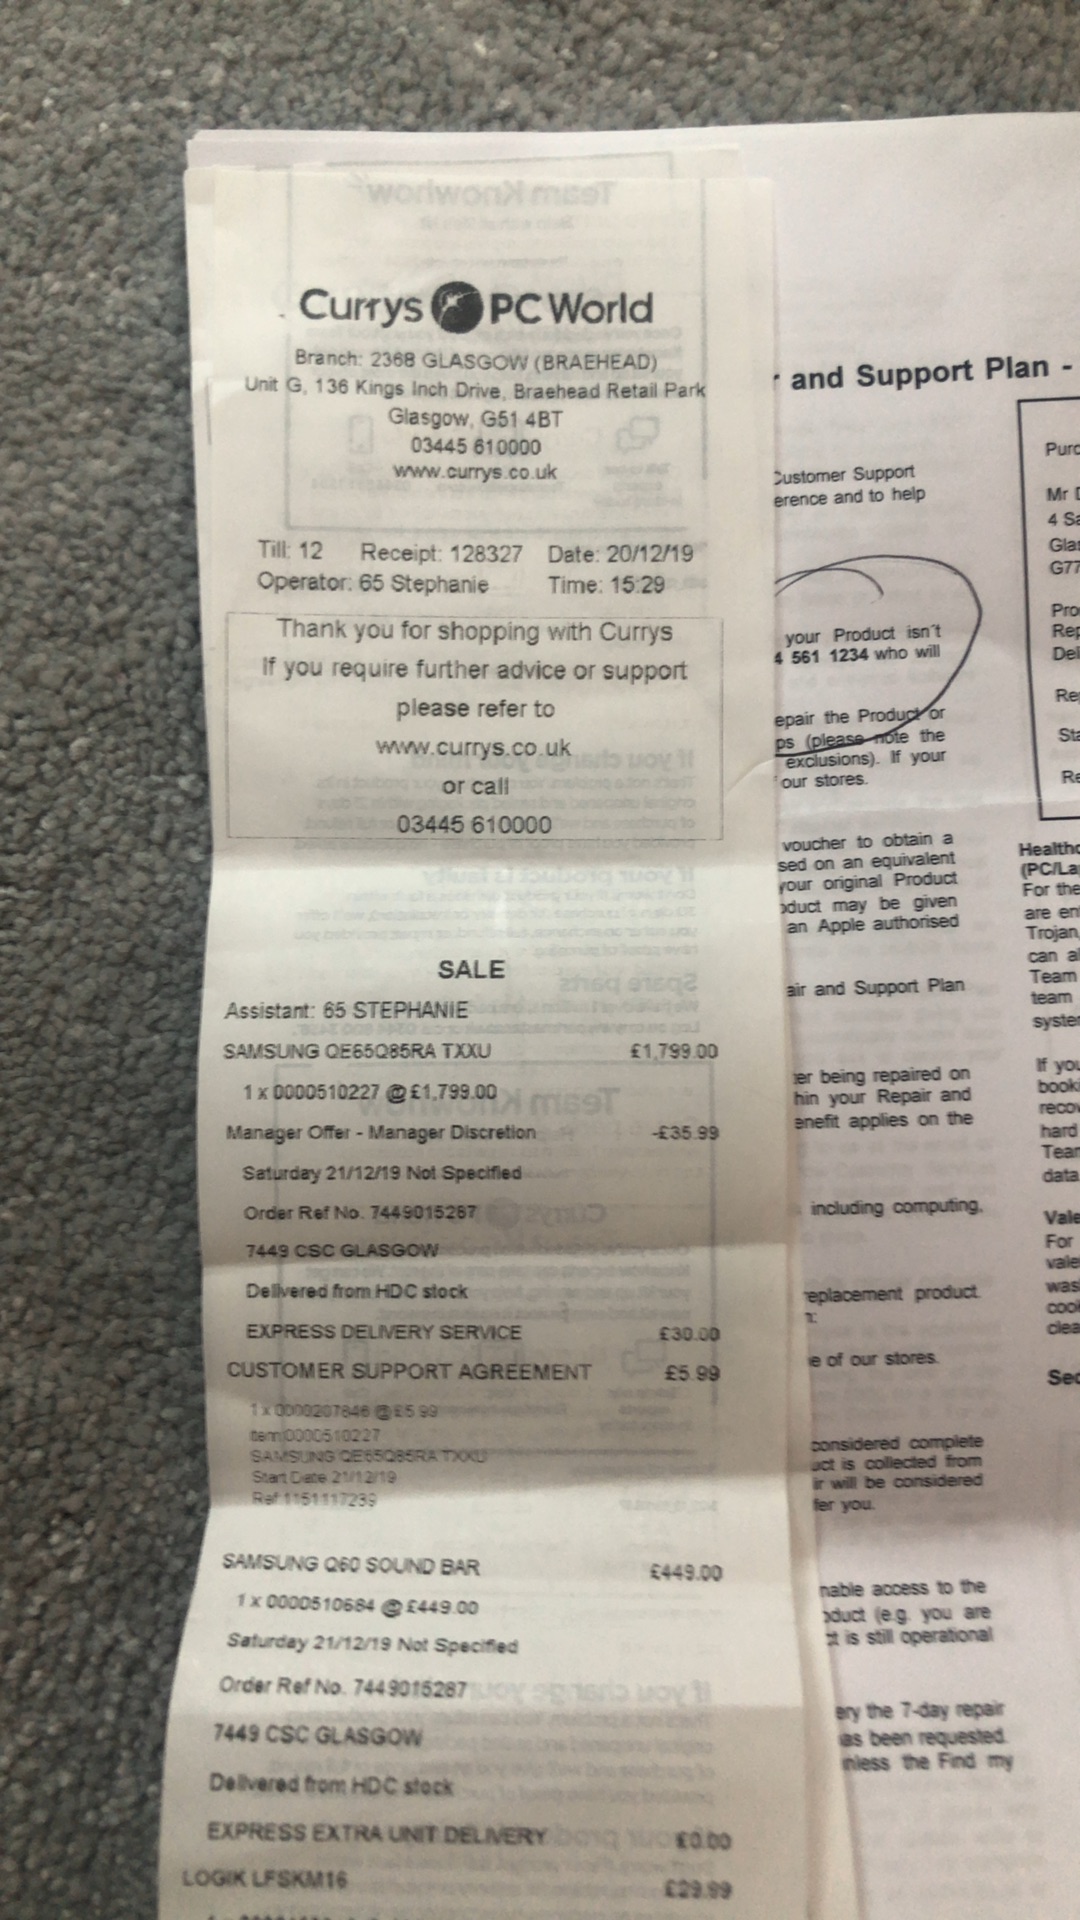 Currys PC World
Branch: 2368 GLASGOW (BRAEHEAD)
Unit G, 136 Kings Inch Drive, Braehead Retail Park
Glasgow, G51 4BT
03445 610000
www.currys.co.uk
Till: 12 Receipt: 128327 Date: 20/12/19
Operator: 65 Stephanie Time: 15:29
Thank you for shopping with Currys
If you require further advice or support
please refer to
www.currys.co.uk
or call
03445 610000
SALE
Assistant: 65 STEPHANIE
SAMSUNG QE65Q85RA TXXU £1,799.00
1 x 0000510227 @ £1,799.00
Manager Offer - Manager Discretion -£35.99
Saturday 21/12/19 Not Specified
Order Ref No. 7449015287
7449 CSC GLASGOW
Delivered from HDC stock
EXPRESS DELIVERY SERVICE £30.00
CUSTOMER SUPPORT AGREEMENT £5.99
1 x 0000207846 @ £5.99
Item 0000510227
SAMSUNG QE65Q85RA TXXU
Start Date 21/12/19
Ref 1151117239
SAMSUNG Q60 SOUND BAR £449.00
1 x 0000510684 @ £449.00
Saturday 21/12/19 Not Specified
Order Ref No. 7449015287
7449 CSC GLASGOW
Delivered from HDC stock
EXPRESS EXTRA UNIT DELIVERY £0.00
LOGIK LFSKM16 £29.99
and Support Plan -
Customer Support
erence and to help
your Product isn't
4 561 1234 who will
epair the Product or
ps (please note the
exclusions). If your
our stores.
voucher to obtain a
sed on an equivalent
your original Product
oduct may be given
an Apple authorised
air and Support Plan
er being repaired on
hin your Repair and
enefit applies on the
including computing,
replacement product.
e of our stores.
considered complete
uct is collected from
ir will be considered
fer you.
nable access to the
oduct (e.g. you are
ct is still operational
ery the 7-day repair
as been requested.
nless the Find my
Purc
Mr D
4 Sa
Glas
G77
Pro
Rep
Del
Re
Sta
Re
Healthc
(PC/La
For the
are en
Trojan,
can al
Team
team
system
If you
booki
recov
hard
Team
data.
Vale
For
vale
was
cool
clea
Sec